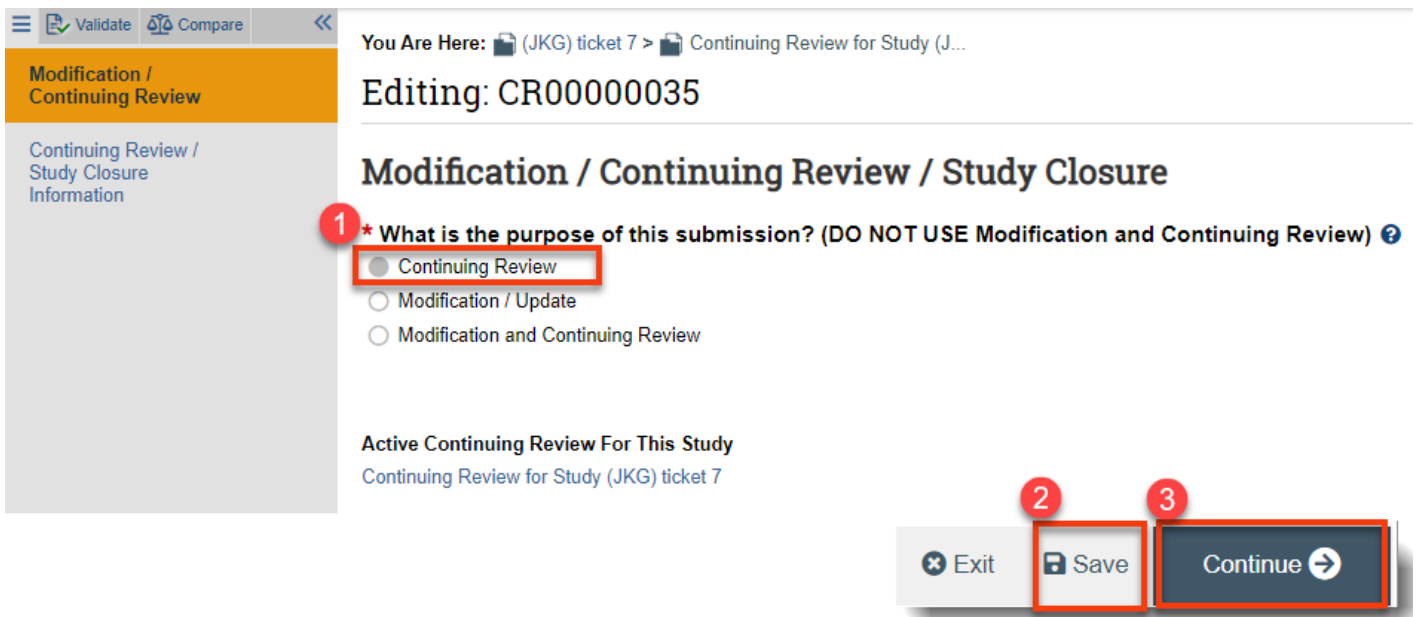 Validate Compare
You Are Here: (JKG) ticket 7 > Continuing Review for Study (J...
Modification /
Continuing Review
Editing: CR00000035
Continuing Review /
Study Closure
Information
Modification / Continuing Review / Study Closure
1
* What is the purpose of this submission? (DO NOT USE Modification and Continuing Review)
Continuing Review
Modification / Update
Modification and Continuing Review
Active Continuing Review For This Study
Continuing Review for Study (JKG) ticket 7
2 3
Exit Save Continue